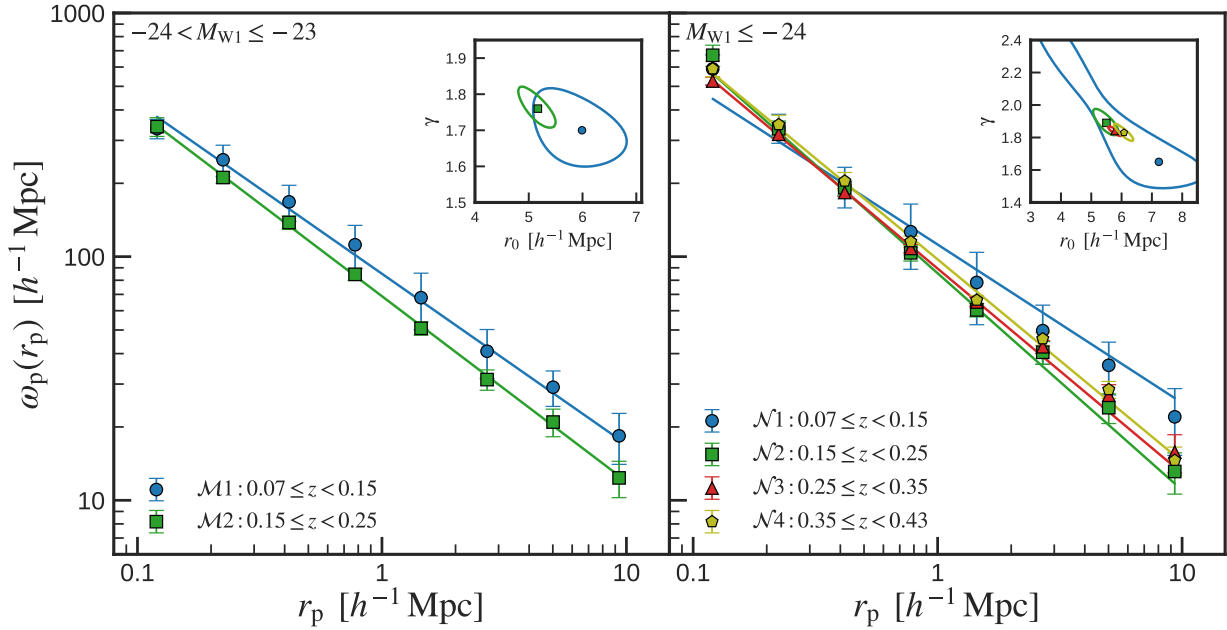 −24 < M_W1 ≤ −23
M_W1 ≤ −24
1000
100
10
ω_p(r_p) [h⁻¹ Mpc]
1.9
1.8
1.7
1.6
1.5
γ
4 5 6 7
r_0 [h⁻¹ Mpc]
2.4
2.2
2.0
1.8
1.6
1.4
γ
3 4 5 6 7 8
r_0 [h⁻¹ Mpc]
ℳ1 : 0.07 ≤ z < 0.15
ℳ2 : 0.15 ≤ z < 0.25
𝒩1 : 0.07 ≤ z < 0.15
𝒩2 : 0.15 ≤ z < 0.25
𝒩3 : 0.25 ≤ z < 0.35
𝒩4 : 0.35 ≤ z < 0.43
0.1 1 10
0.1 1 10
r_p [h⁻¹ Mpc]
r_p [h⁻¹ Mpc]